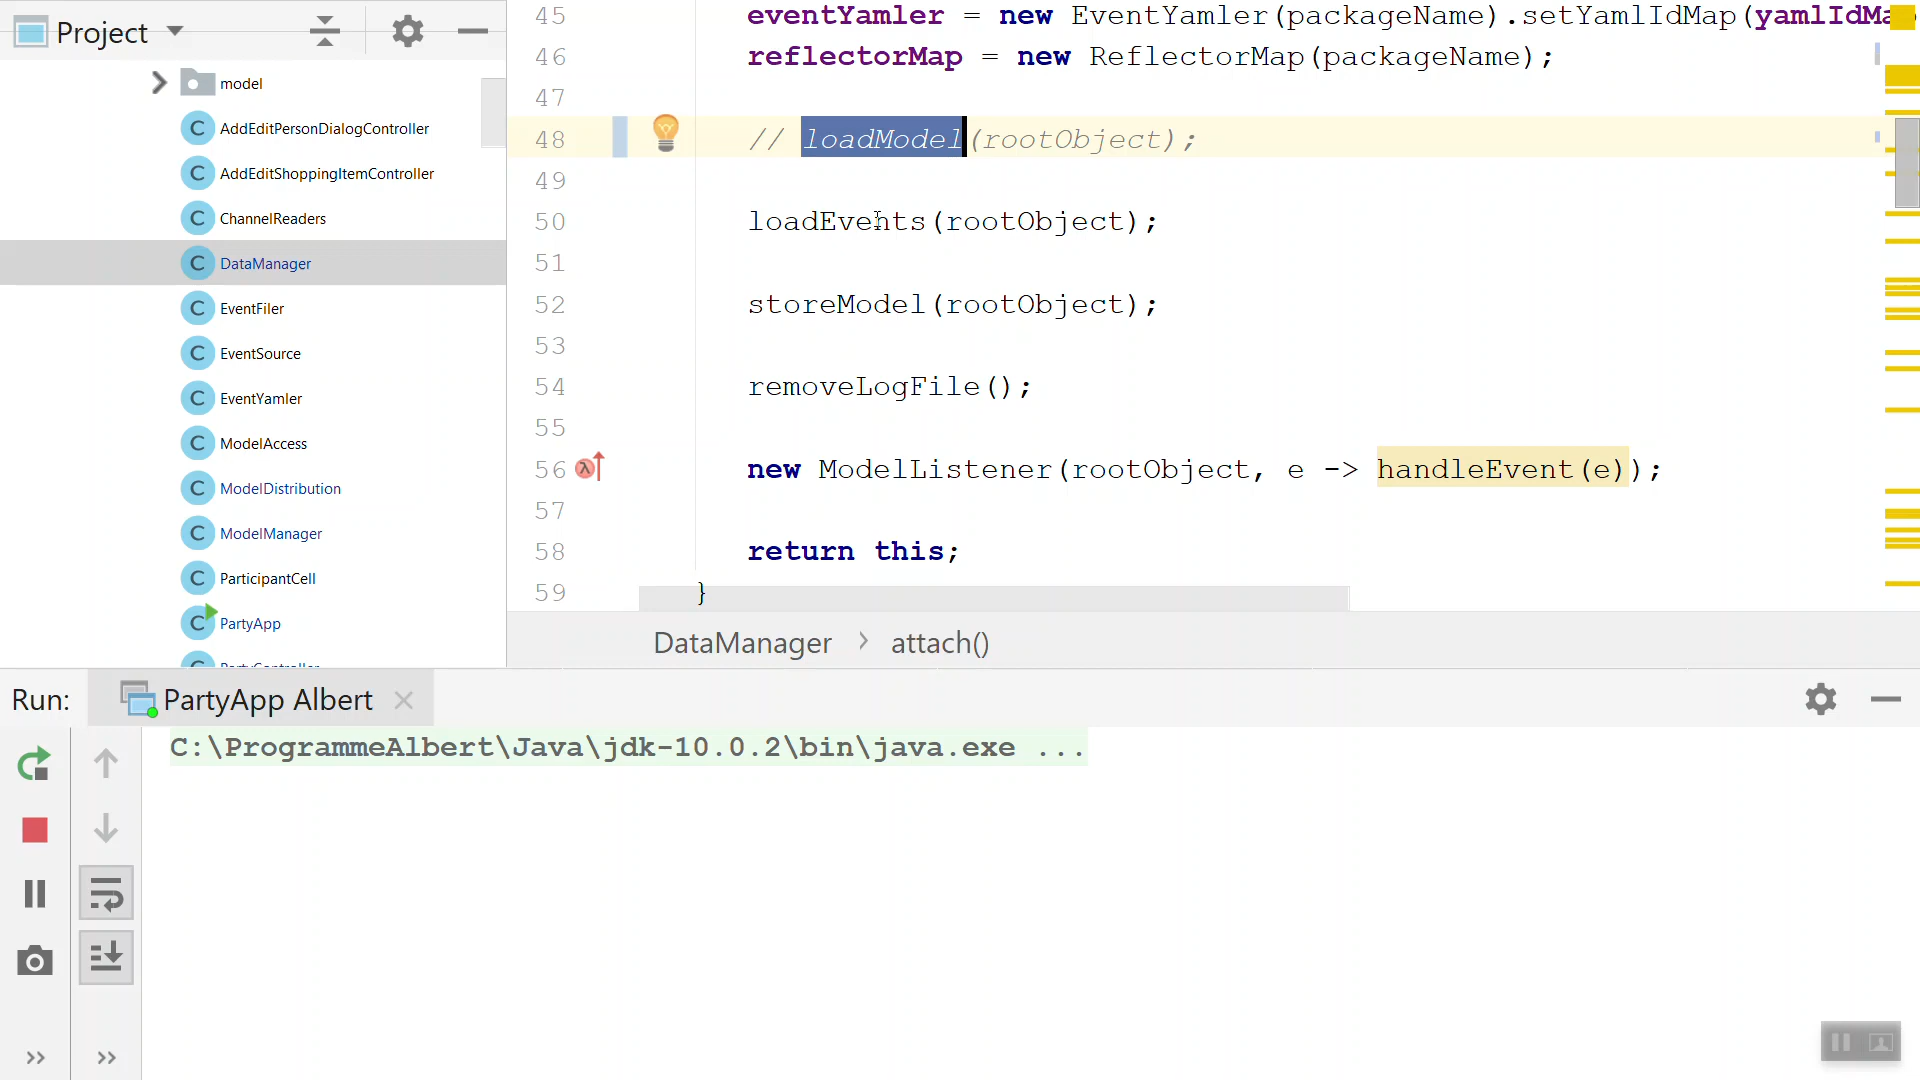 Project
model
AddEditPersonDialogController
AddEditShoppingItemController
ChannelReaders
DataManager
EventFiler
EventSource
EventYamler
ModelAccess
ModelDistribution
ModelManager
ParticipantCell
PartyApp
PartyController
45 eventYamler = new EventYamler(packageName).setYamlIdMap(yamlIdMa
46 reflectorMap = new ReflectorMap(packageName);
47
48 // loadModel(rootObject);
49
50 loadEvents(rootObject);
51
52 storeModel(rootObject);
53
54 removeLogFile();
55
56 new ModelListener(rootObject, e -> handleEvent(e));
57
58 return this;
59 }
DataManager > attach()
Run: PartyApp Albert
C:\ProgrammeAlbert\Java\jdk-10.0.2\bin\java.exe ...